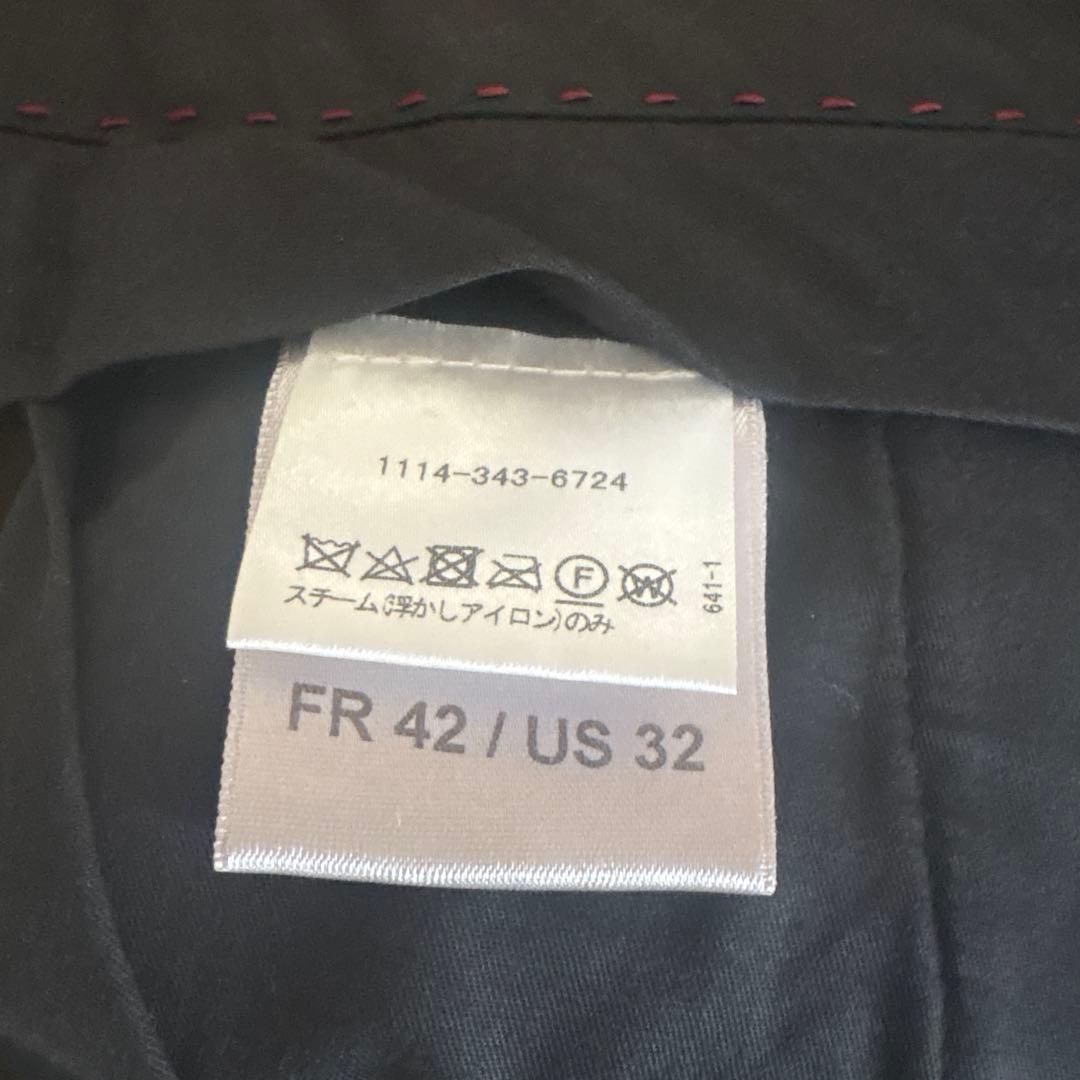 1114-343-6724
F W
スチーム(浮かしアイロン)のみ
641-1
FR 42 / US 32